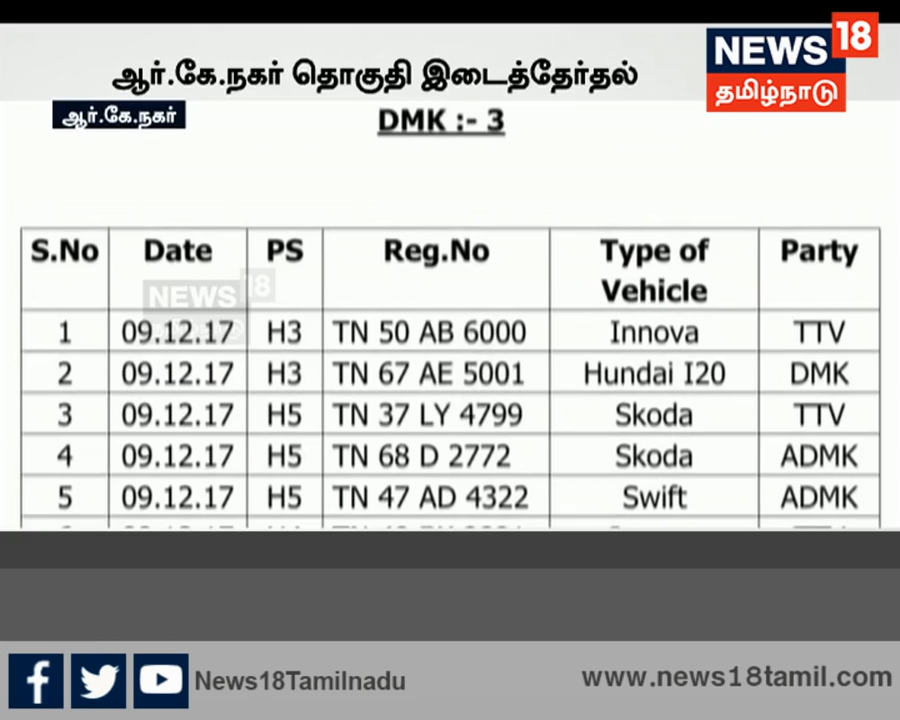 ஆர்.கே.நகர் தொகுதி இடைத்தேர்தல்
NEWS 18
தமிழ்நாடு
ஆர்.கே.நகர்
DMK :- 3
S.No Date PS Reg.No Type of Vehicle Party
NEWS 18
1 09.12.17 H3 TN 50 AB 6000 Innova TTV
2 09.12.17 H3 TN 67 AE 5001 Hundai I20 DMK
3 09.12.17 H5 TN 37 LY 4799 Skoda TTV
4 09.12.17 H5 TN 68 D 2772 Skoda ADMK
5 09.12.17 H5 TN 47 AD 4322 Swift ADMK
News18Tamilnadu
www.news18tamil.com